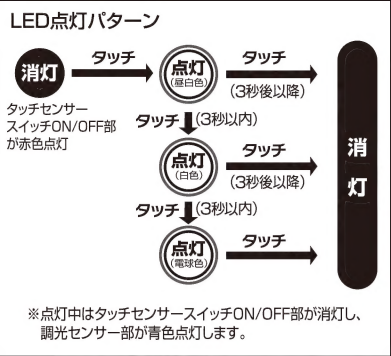 LED点灯パターン
消灯
タッチ
点灯
(昼白色)
タッチ
(3秒後以降)
タッチセンサー
スイッチON/OFF部
が赤色点灯
タッチ
(3秒以内)
点灯
(白色)
タッチ
(3秒後以降)
消
灯
タッチ
(3秒以内)
点灯
(電球色)
タッチ
※点灯中はタッチセンサースイッチON/OFF部が消灯し、
調光センサー部が青色点灯します。